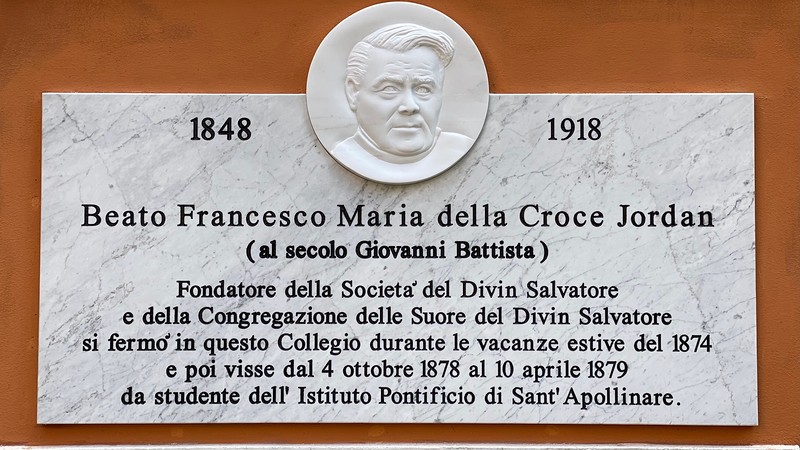 1848 1918
Beato Francesco Maria della Croce Jordan
( al secolo Giovanni Battista )
Fondatore della Societa' del Divin Salvatore
e della Congregazione delle Suore del Divin Salvatore
si fermo' in questo Collegio durante le vacanze estive del 1874
e poi visse dal 4 ottobre 1878 al 10 aprile 1879
da studente dell' Istituto Pontificio di Sant' Apollinare.